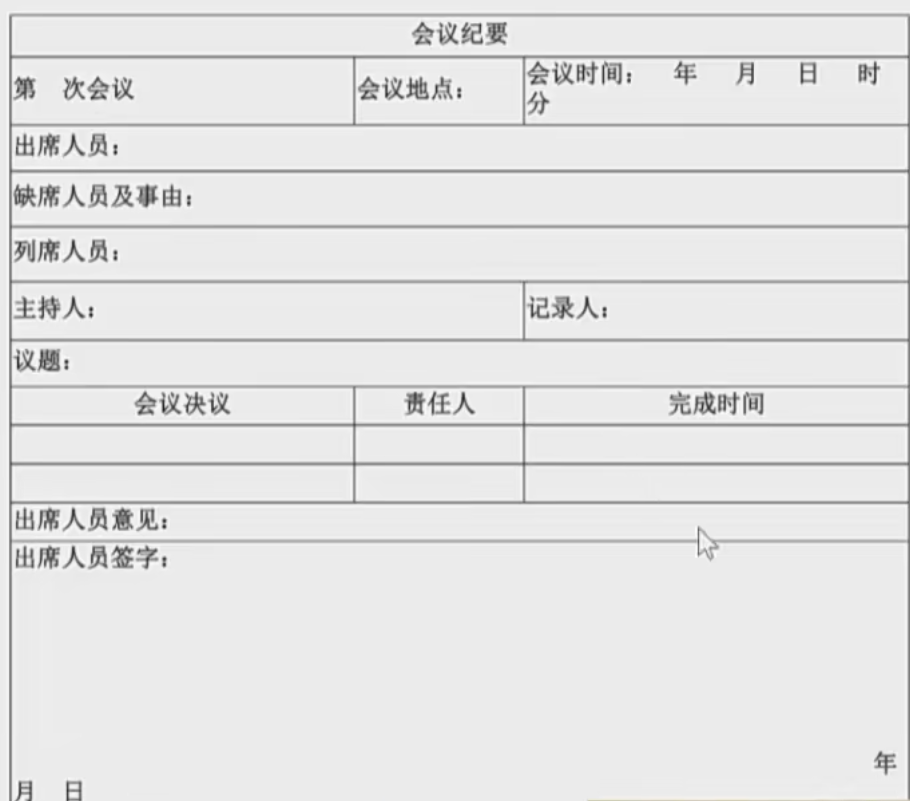 会议纪要
第　次会议　会议地点：　会议时间：　年　月　日　时
分
出席人员：
缺席人员及事由：
列席人员：
主持人：　记录人：
议题：
会议决议　责任人　完成时间
出席人员意见：
出席人员签字：
年
月　日